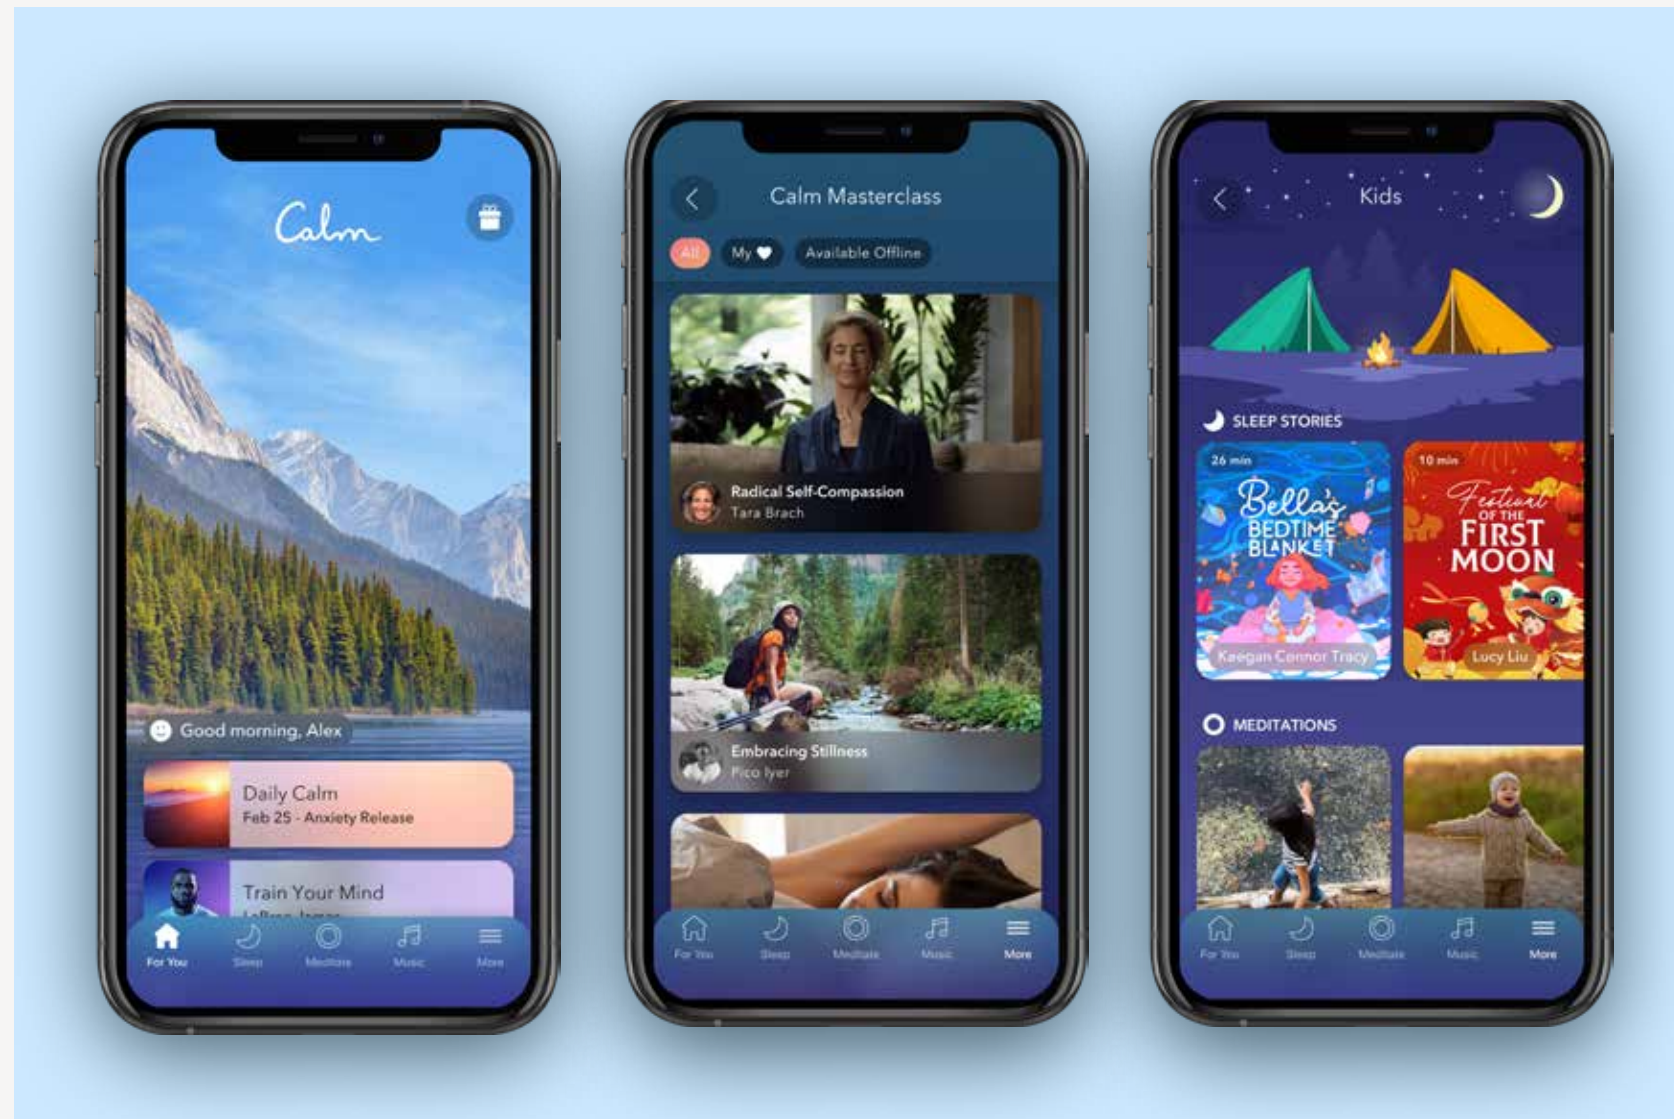 Calm
Good morning, Alex
Daily Calm
Feb 25 - Anxiety Release
Train Your Mind
LeBron James
For You
Sleep
Meditate
Music
More
Calm Masterclass
All
My
Available Offline
Radical Self-Compassion
Tara Brach
Embracing Stillness
Pico Iyer
For You
Sleep
Meditate
Music
More
Kids
SLEEP STORIES
26 min
Bella's
BEDTIME
BLANKET
Keegan Connor Tracy
10 min
Festival
OF THE
FIRST
MOON
Lucy Liu
MEDITATIONS
For You
Sleep
Meditate
Music
More